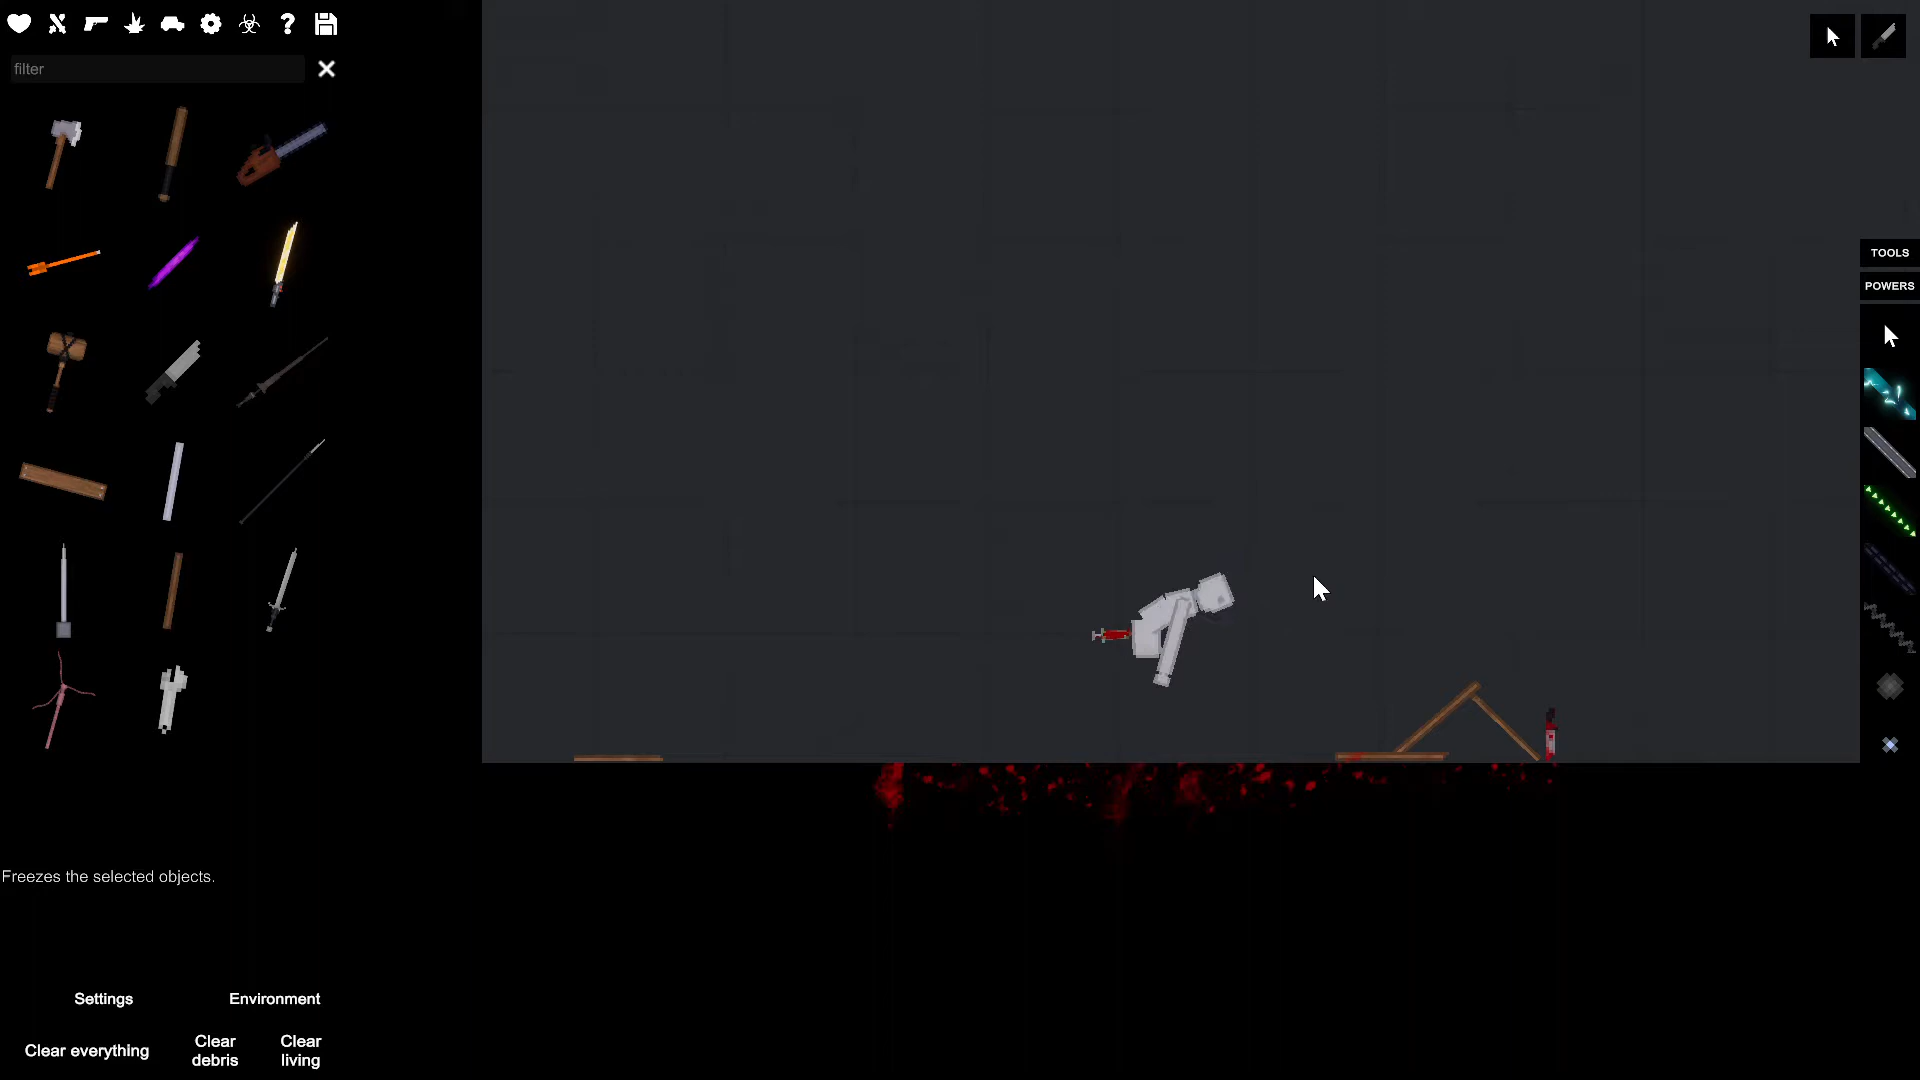 filter
TOOLS
POWERS
Freezes the selected objects.
Settings
Environment
Clear everything
Clear
debris
Clear
living